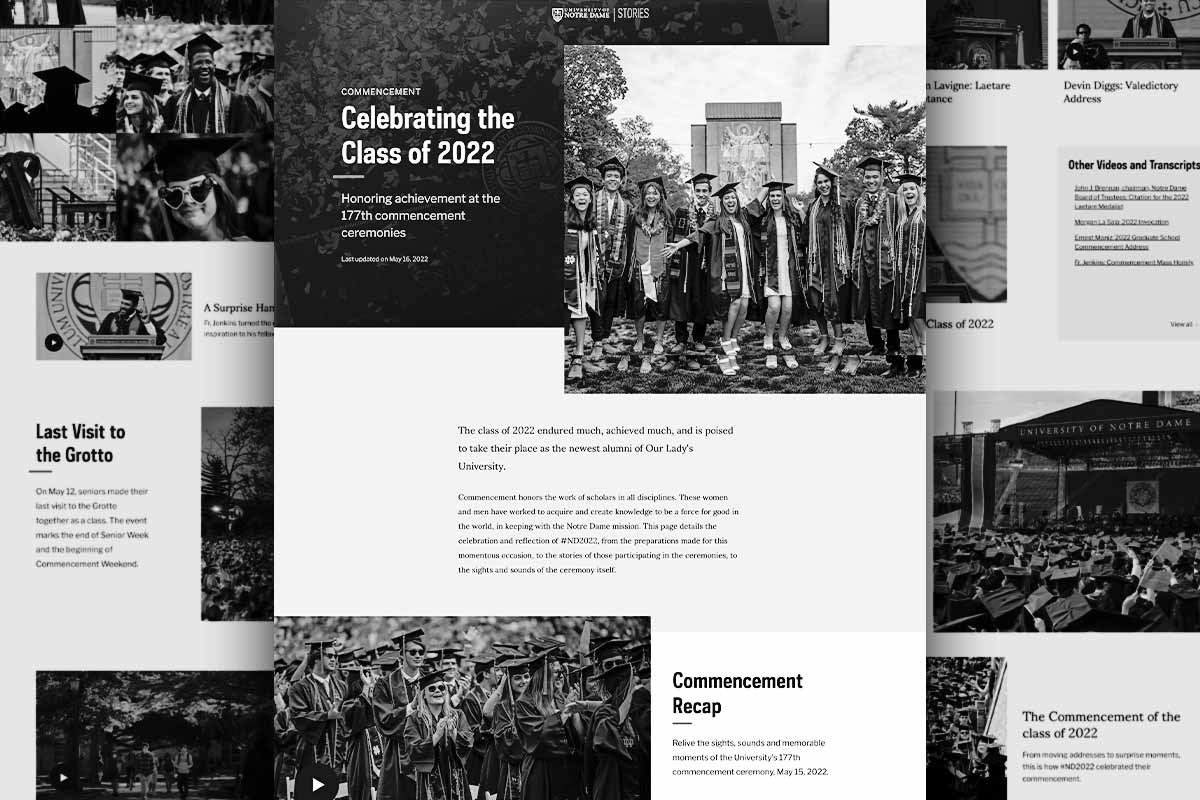 UNIVERSITY OF
NOTRE DAME | STORIES
COMMENCEMENT
Celebrating the
Class of 2022
Honoring achievement at the
177th commencement
ceremonies
Last updated on May 16, 2022
The class of 2022 endured much, achieved much, and is poised
to take their place as the newest alumni of Our Lady's
University.
Commencement honors the work of scholars in all disciplines. These women
and men have worked to acquire and create knowledge to be a force for good in
the world, in keeping with the Notre Dame mission. This page details the
celebration and reflection of #ND2022, from the preparations made for this
momentous occasion, to the stories of those participating in the ceremonies, to
the sights and sounds of the ceremony itself.
Commencement
Recap
Relive the sights, sounds and memorable
moments of the University's 177th
commencement ceremony, May 15, 2022.
A Surprise Han
Fr. Jenkins turned the
inspiration to his fello
Last Visit to
the Grotto
On May 12, seniors made their
last visit to the Grotto
together as a class. The event
marks the end of Senior Week
and the beginning of
Commencement Weekend.
n Lavigne: Laetare
tance
Devin Diggs: Valedictory
Address
Class of 2022
Other Videos and Transcripts
John J. Brennan, chairman, Notre Dame
Board of Trustees: Citation for the 2022
Laetare Medalist
Morgan La Sala: 2022 Invocation
Ernest Moniz: 2022 Graduate School
Commencement Address
Fr. Jenkins: Commencement Mass Homily
View all
UNIVERSITY OF NOTRE DAME
The Commencement of the
class of 2022
From moving addresses to surprise moments,
this is how #ND2022 celebrated their
commencement.